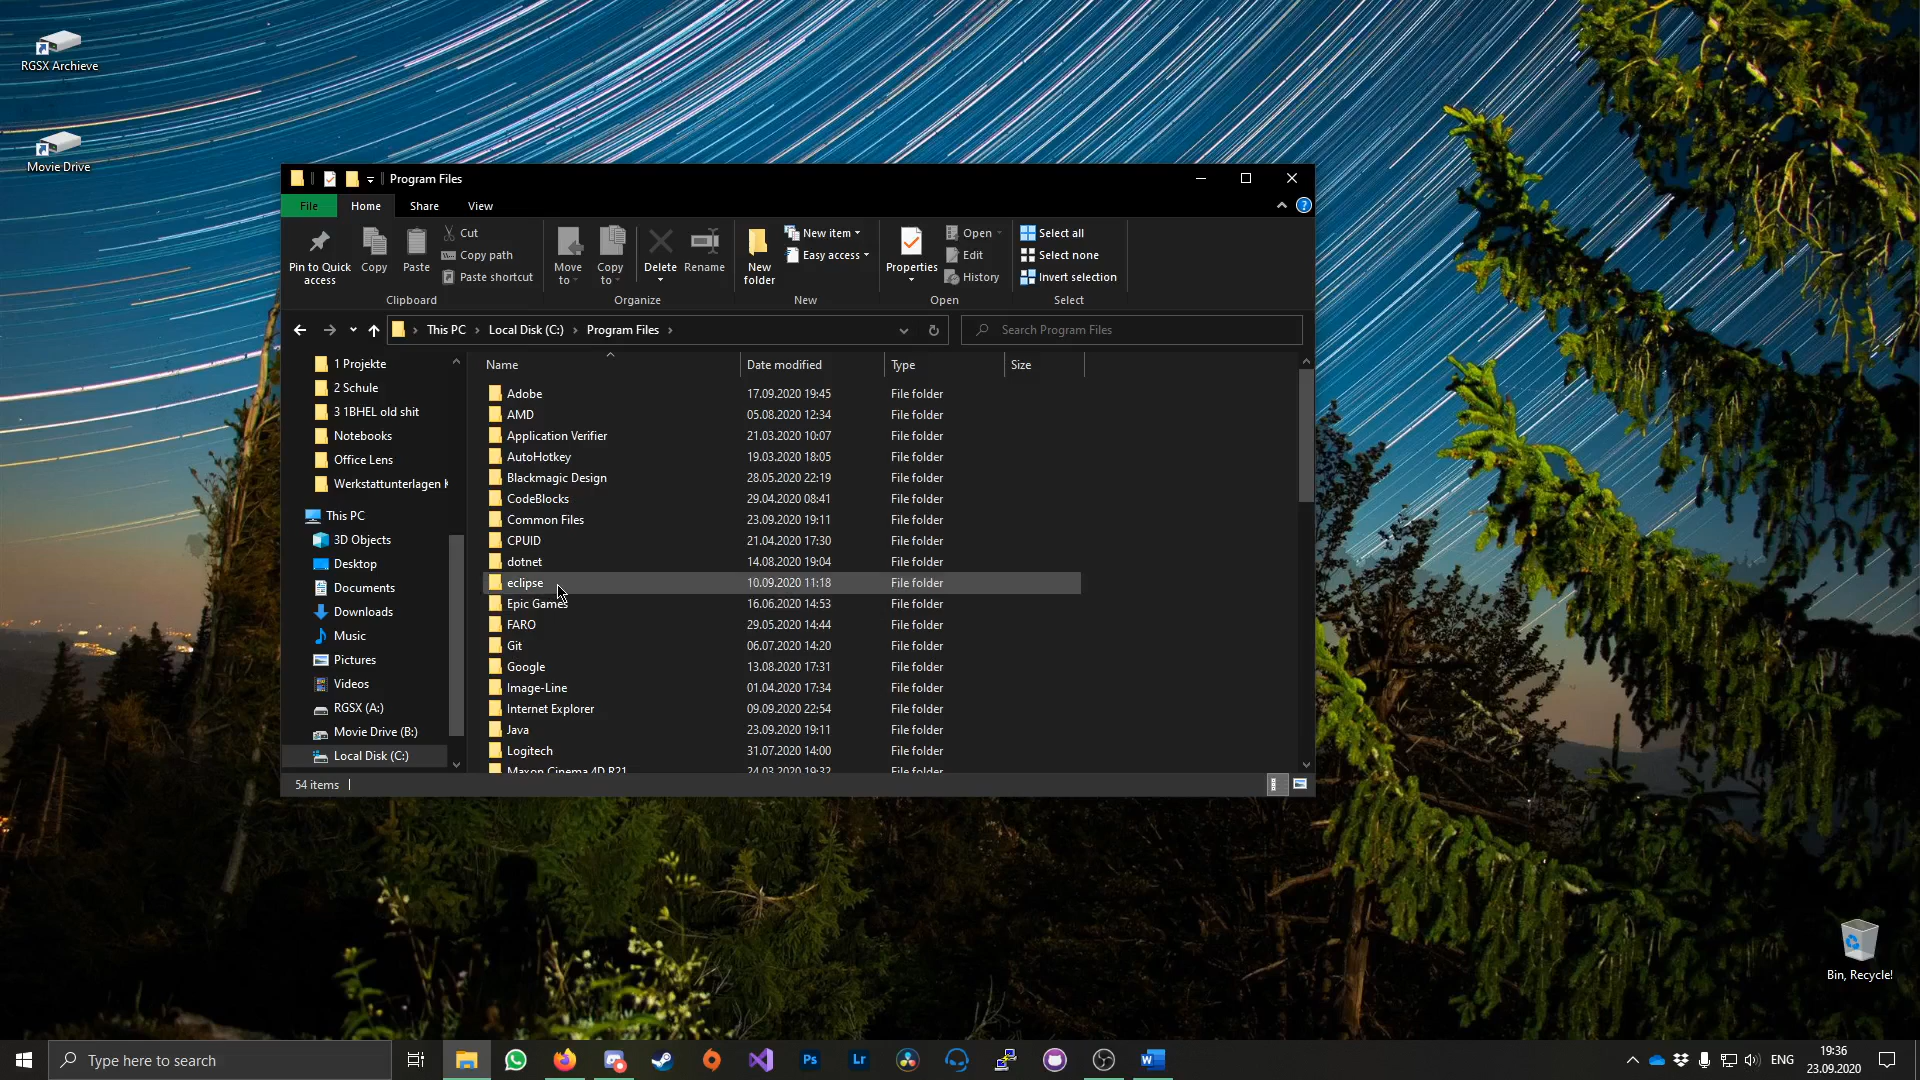 RGSX Archieve
Movie Drive
Program Files
File
Home
Share
View
Pin to Quick access
Copy
Paste
Cut
Copy path
Paste shortcut
Clipboard
Move to
Copy to
Delete
Rename
Organize
New folder
New item
Easy access
New
Properties
Open
Edit
History
Open
Select all
Select none
Invert selection
Select
This PC > Local Disk (C:) > Program Files >
Search Program Files
1 Projekte
2 Schule
3 1BHEL old shit
Notebooks
Office Lens
Werkstattunterlagen
This PC
3D Objects
Desktop
Documents
Downloads
Music
Pictures
Videos
RGSX (A:)
Movie Drive (B:)
Local Disk (C:)
Name Date modified Type Size
Adobe 17.09.2020 19:45 File folder
AMD 05.08.2020 12:34 File folder
Application Verifier 21.03.2020 10:07 File folder
AutoHotkey 19.03.2020 18:05 File folder
Blackmagic Design 28.05.2020 22:19 File folder
CodeBlocks 29.04.2020 08:41 File folder
Common Files 23.09.2020 19:11 File folder
CPUID 21.04.2020 17:30 File folder
dotnet 14.08.2020 19:04 File folder
eclipse 10.09.2020 11:18 File folder
Epic Games 16.06.2020 14:53 File folder
FARO 29.05.2020 14:44 File folder
Git 06.07.2020 14:20 File folder
Google 13.08.2020 17:31 File folder
Image-Line 01.04.2020 17:34 File folder
Internet Explorer 09.09.2020 22:54 File folder
Java 23.09.2020 19:11 File folder
Logitech 31.07.2020 14:00 File folder
Maxon Cinema 4D R21 24.03.2020 19:32 File folder
54 items
Bin, Recycle!
Type here to search
Ps
Lr
W
ENG
19:36
23.09.2020